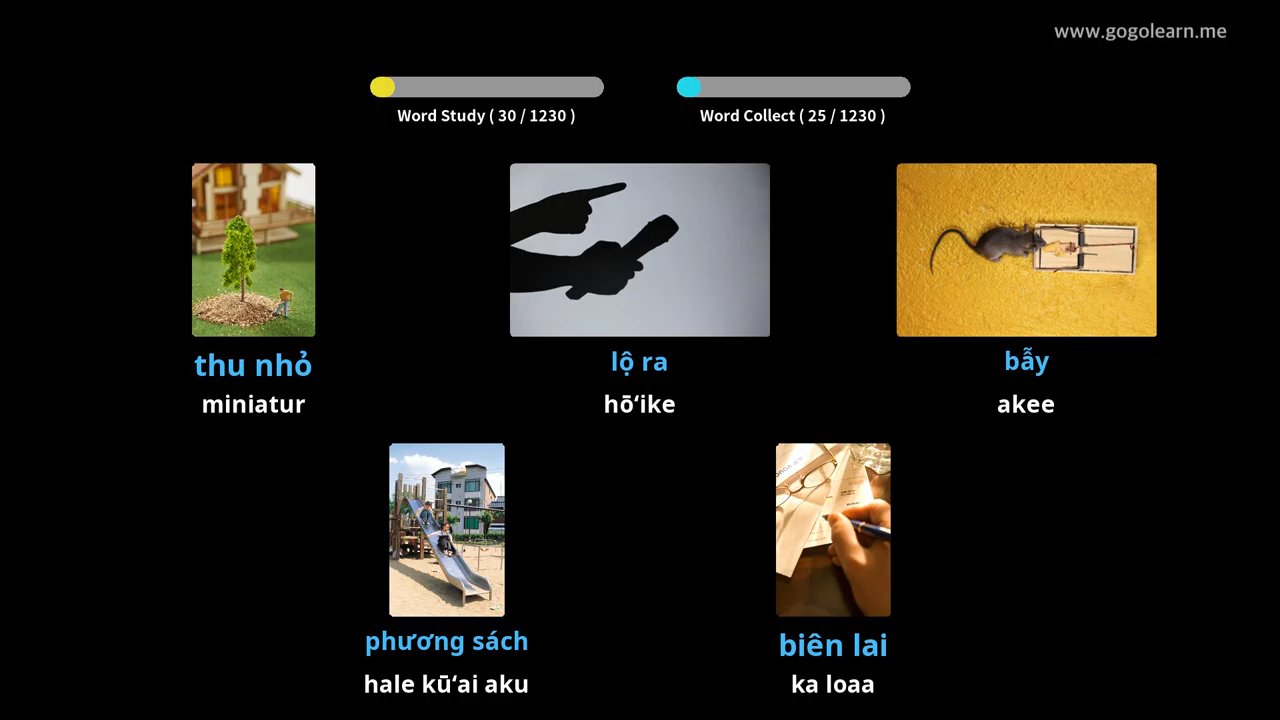 www.gogolearn.me
Word Study ( 30 / 1230 )
Word Collect ( 25 / 1230 )
thu nhỏ
miniatur
lộ ra
hōʻike
bẫy
akee
phương sách
hale kūʻai aku
biên lai
ka loaa